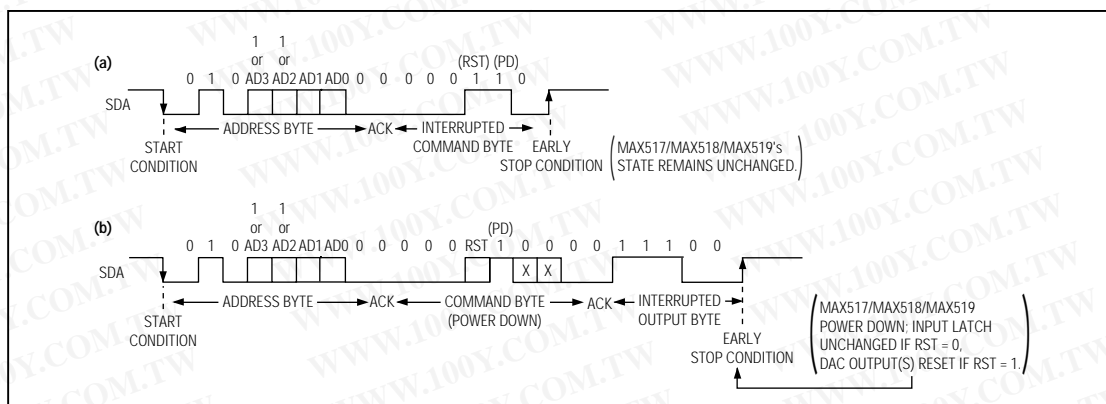 (a)
1 1
or or
(RST) (PD)
0 1 0 AD3 AD2 AD1 AD0 0 0 0 0 0 1 1 0
SDA
ADDRESS BYTE
ACK
INTERRUPTED
COMMAND BYTE
START
CONDITION
EARLY
STOP CONDITION
MAX517/MAX518/MAX519's
STATE REMAINS UNCHANGED.
(b)
1 1
or or
(PD)
0 1 0 AD3 AD2 AD1 AD0 0 0 0 0 RST 1 0 0 0 0 1 1 1 0 0
SDA
X X
ADDRESS BYTE
ACK
COMMAND BYTE
(POWER DOWN)
ACK
INTERRUPTED
OUTPUT BYTE
START
CONDITION
EARLY
STOP CONDITION
MAX517/MAX518/MAX519
POWER DOWN; INPUT LATCH
UNCHANGED IF RST = 0,
DAC OUTPUT(S) RESET IF RST = 1.
WWW.100Y.COM.TW